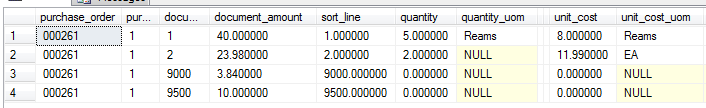 Messages
purchase_order pur... docu... document_amount sort_line quantity quantity_uom unit_cost unit_cost_uom
1 000261 1 1 40.000000 1.000000 5.000000 Reams 8.000000 Reams
2 000261 1 2 23.980000 2.000000 2.000000 NULL 11.990000 EA
3 000261 1 9000 3.840000 9000.000000 0.000000 NULL 0.000000 NULL
4 000261 1 9500 10.000000 9500.000000 0.000000 NULL 0.000000 NULL